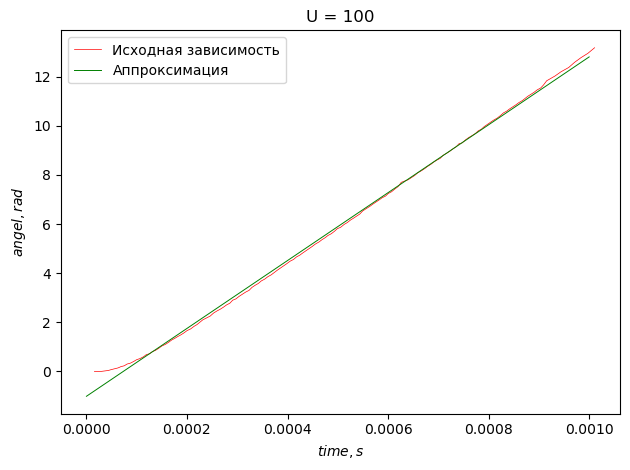 U = 100
Исходная зависимость
Аппроксимация
angel, rad
12
10
8
6
4
2
0
0.0000 0.0002 0.0004 0.0006 0.0008 0.0010
time, s